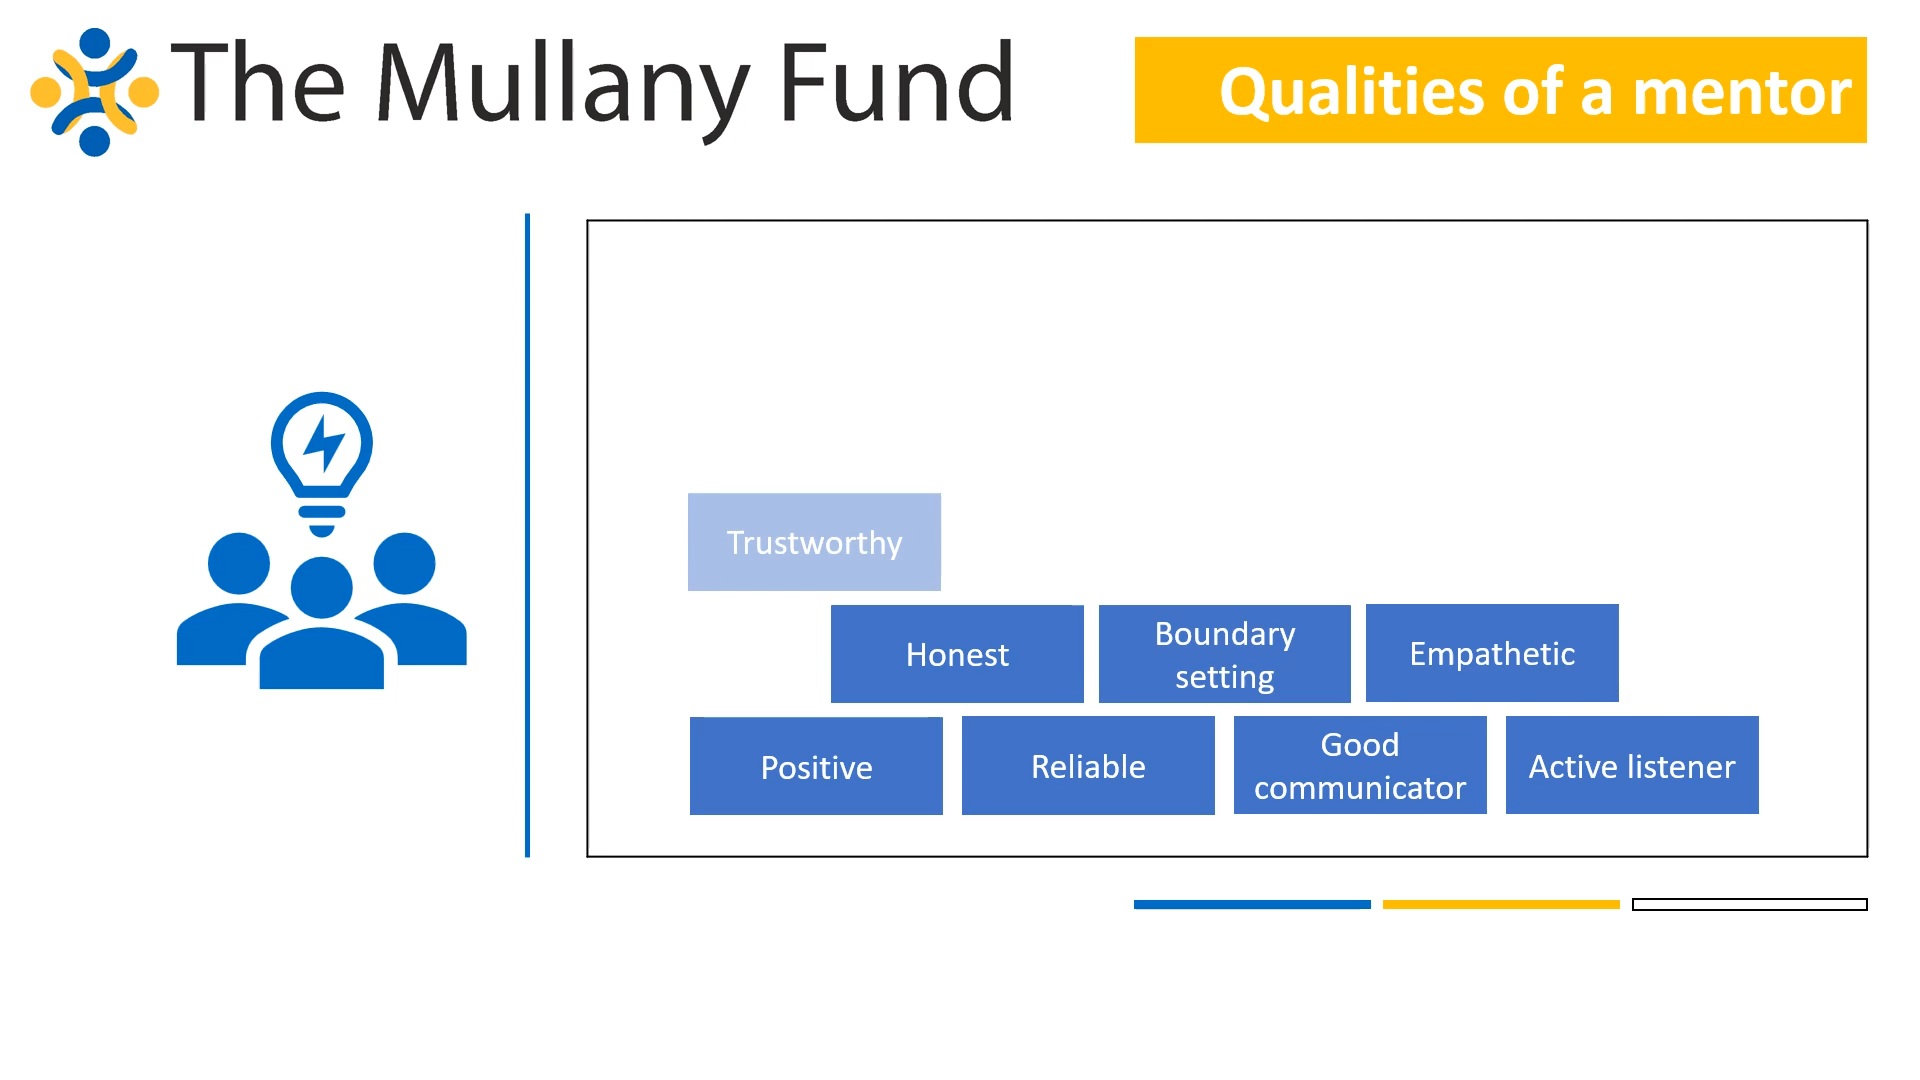 The Mullany Fund
Qualities of a mentor
Trustworthy
Honest
Boundary
setting
Empathetic
Positive
Reliable
Good
communicator
Active listener